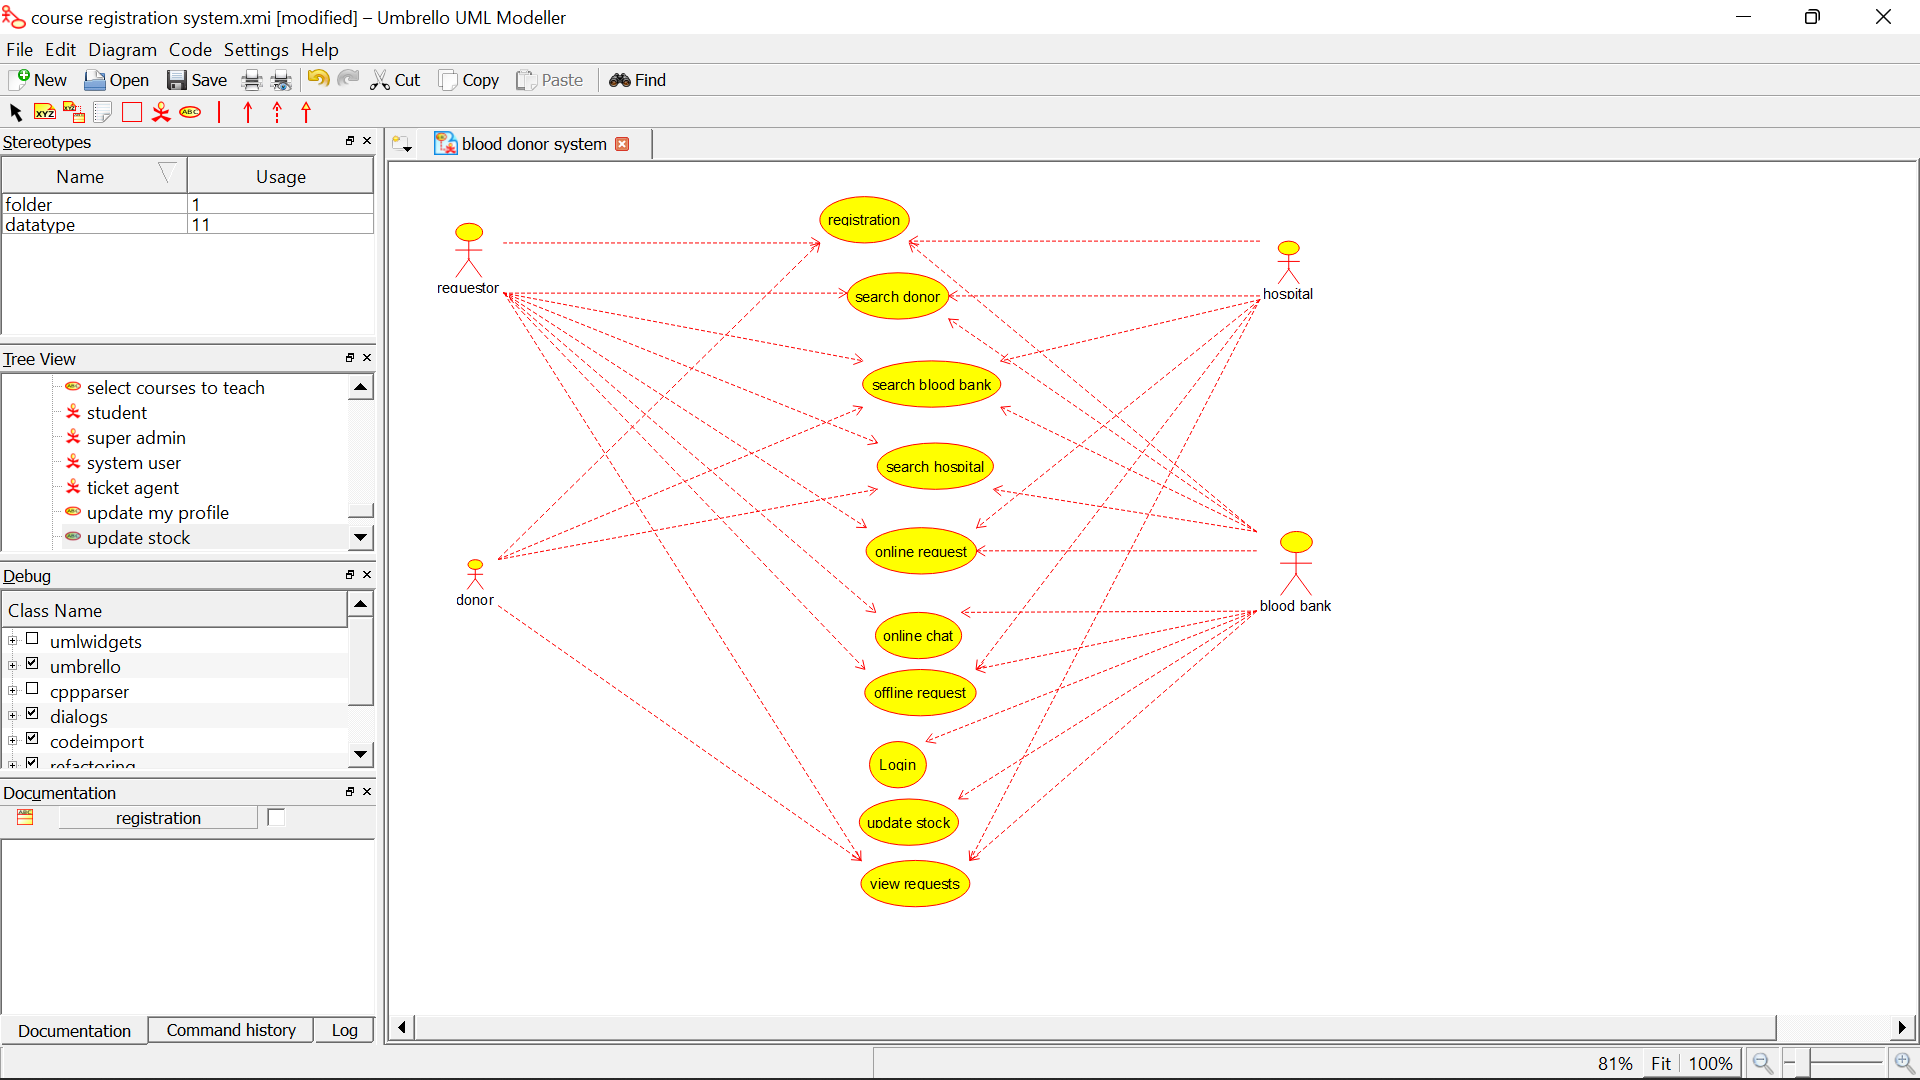 course registration system.xmi [modified] – Umbrello UML Modeller
File Edit Diagram Code Settings Help
New Open Save Cut Copy Paste Find
XYZ XYZ ABC
Stereotypes
Name Usage
folder 1
datatype 11
Tree View
select courses to teach
student
super admin
system user
ticket agent
update my profile
update stock
Debug
Class Name
umlwidgets
umbrello
cppparser
dialogs
codeimport
refactoring
Documentation
ABC registration
Documentation Command history Log
blood donor system
registration
requestor
hospital
search donor
search blood bank
search hospital
online request
donor
blood bank
online chat
offline request
Login
update stock
view requests
81% Fit 100%